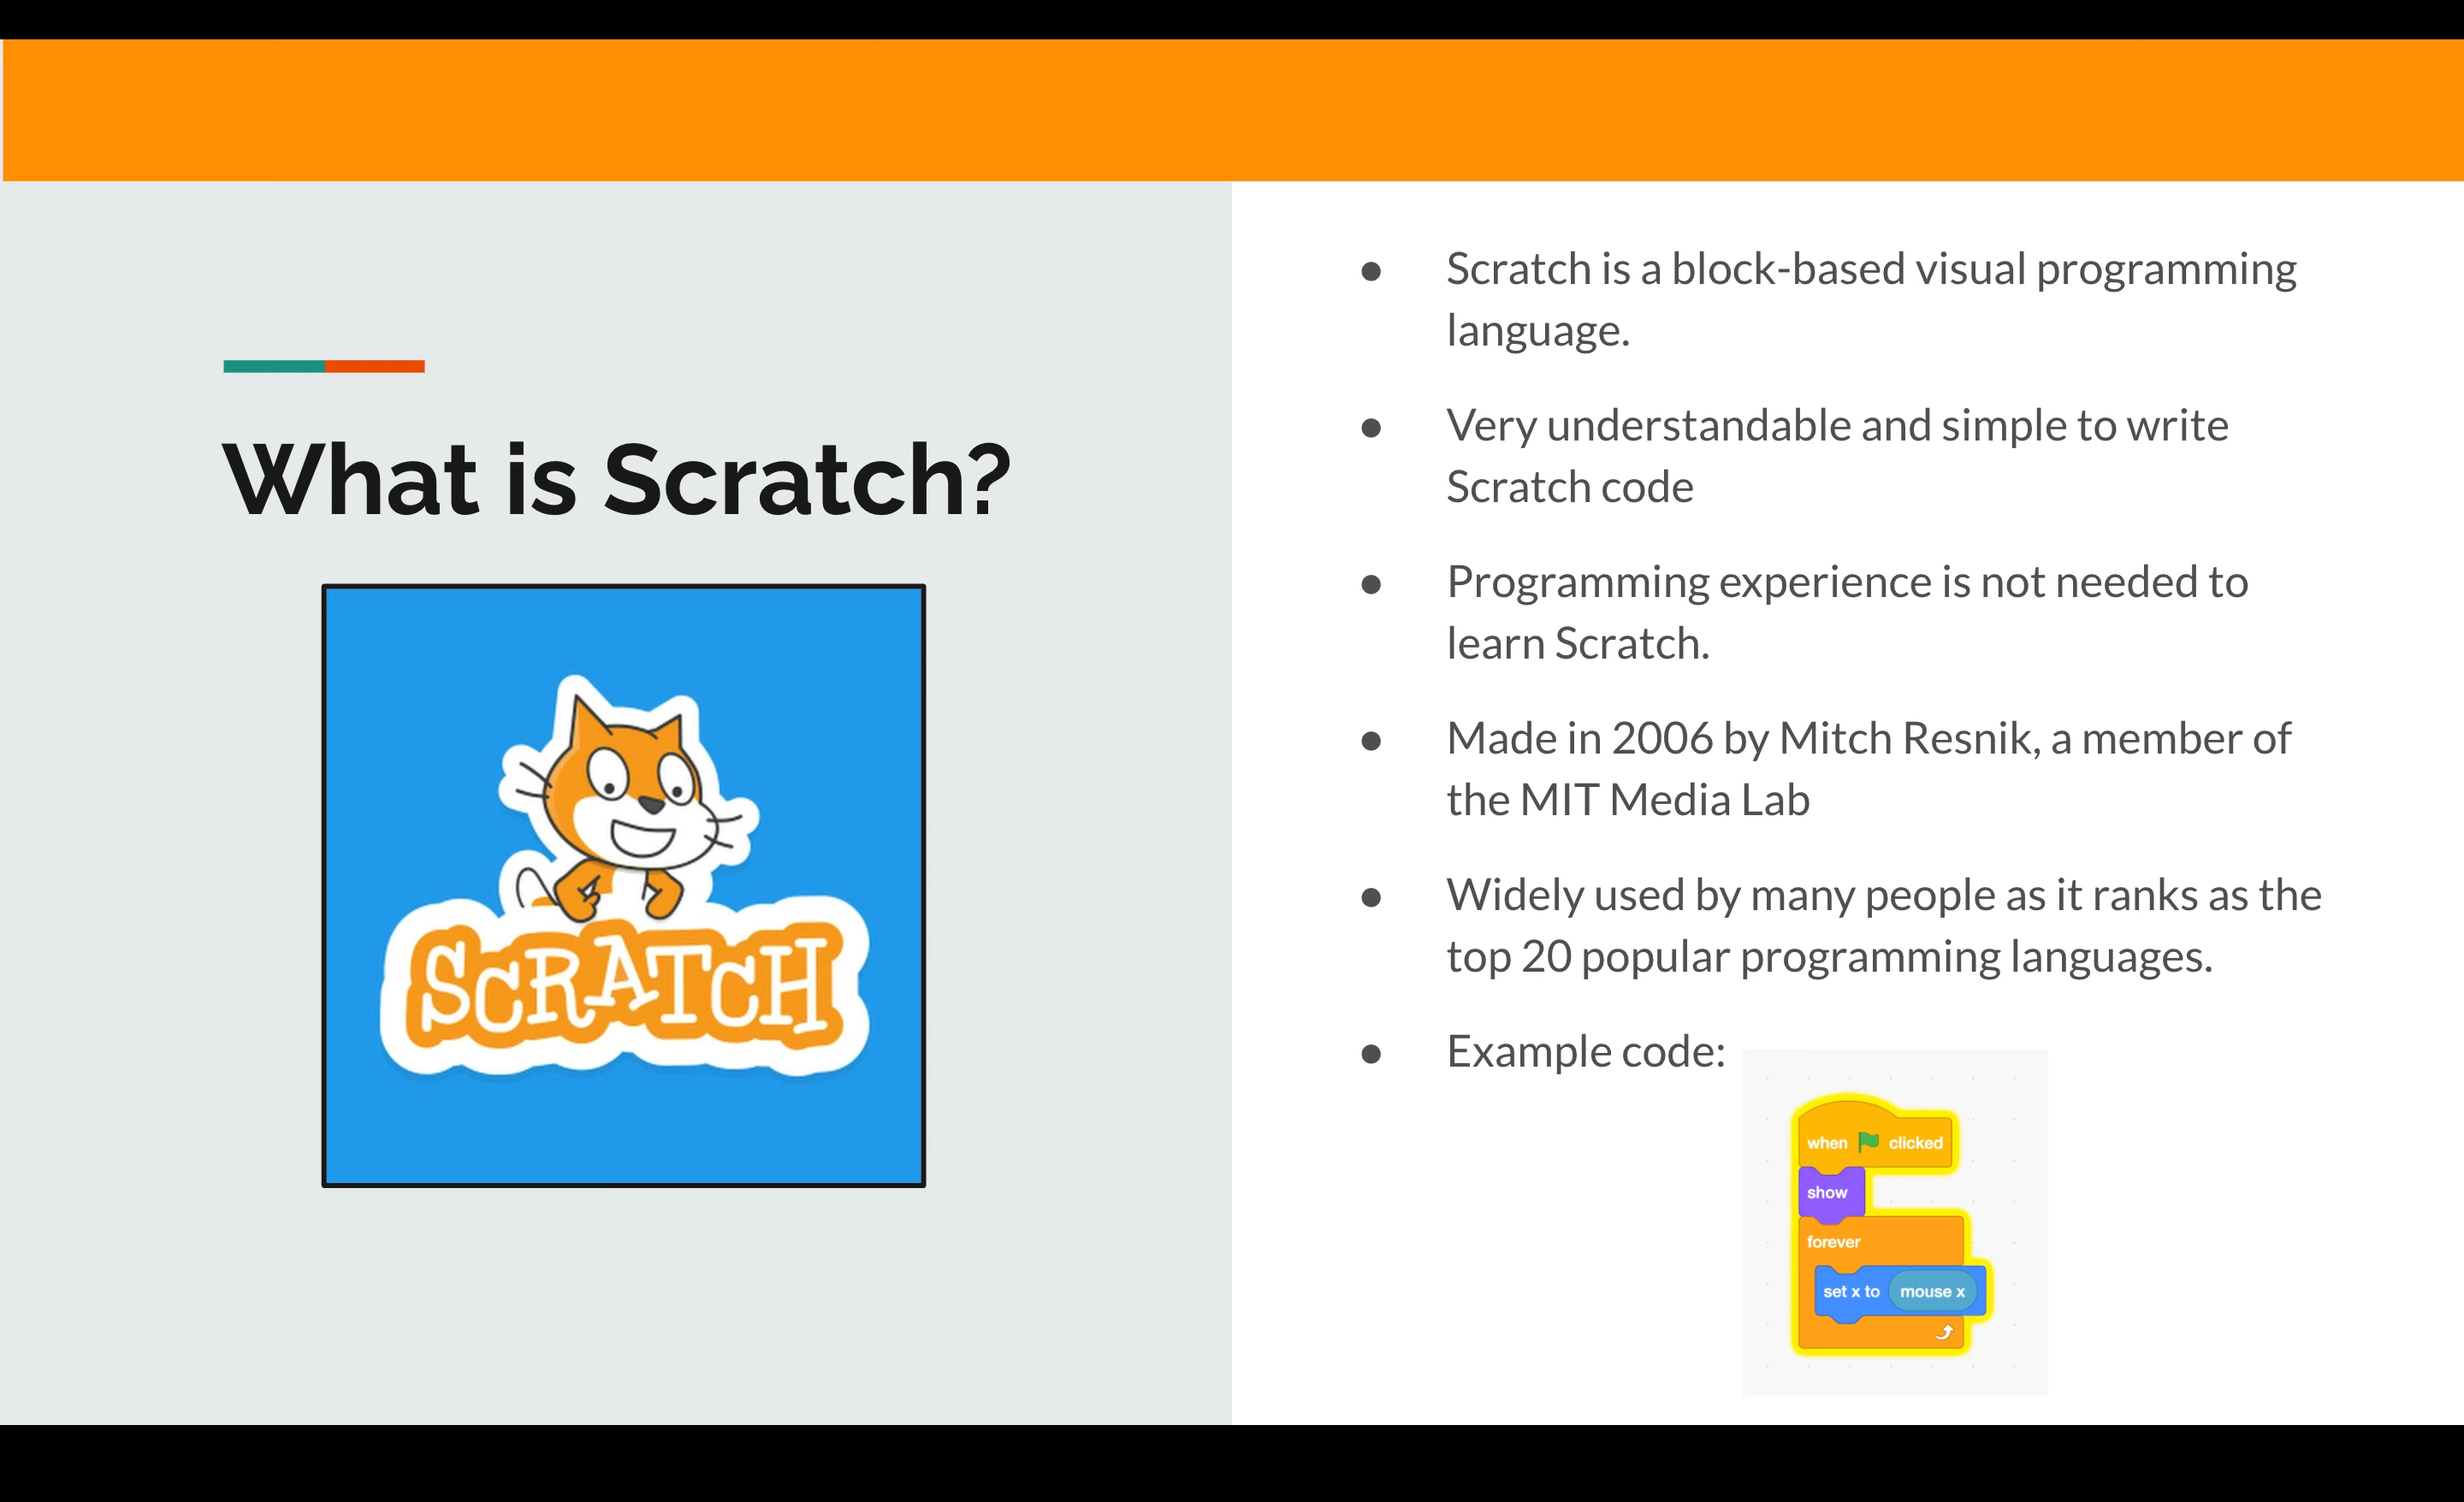 What is Scratch?
SCRATCH
● Scratch is a block-based visual programming
language.
● Very understandable and simple to write
Scratch code
● Programming experience is not needed to
learn Scratch.
● Made in 2006 by Mitch Resnik, a member of
the MIT Media Lab
● Widely used by many people as it ranks as the
top 20 popular programming languages.
● Example code:
when clicked
show
forever
set x to mouse x